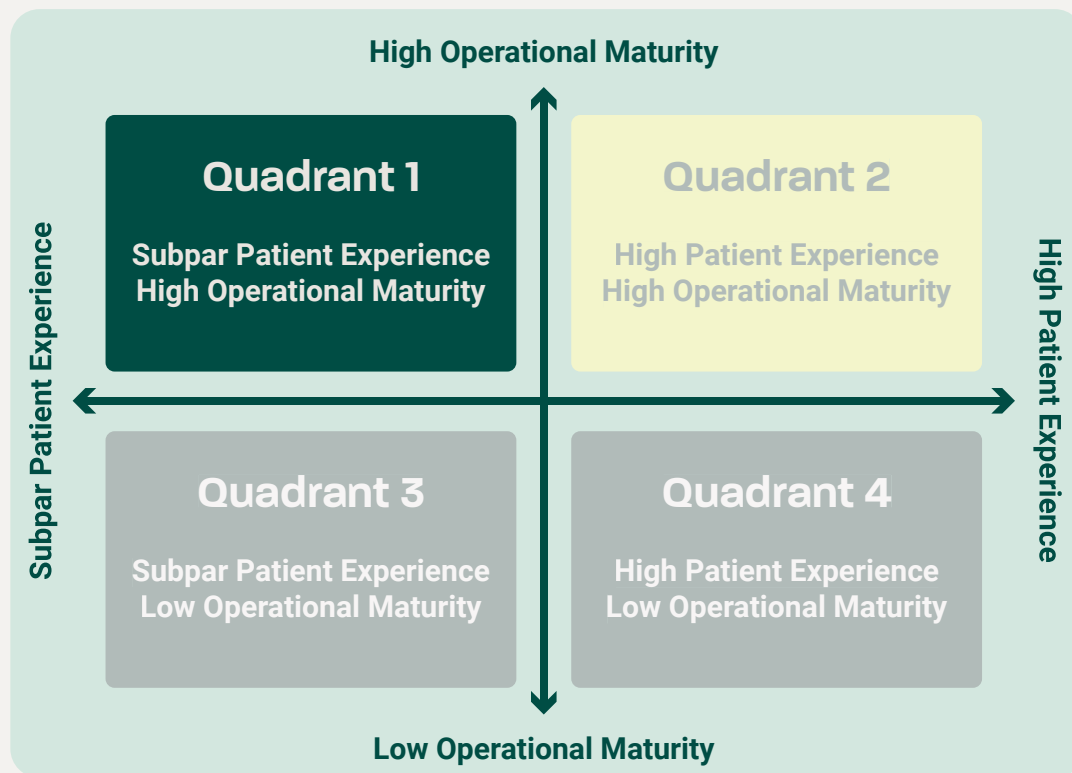 High Operational Maturity
Subpar Patient Experience
High Patient Experience
Quadrant 1
Subpar Patient Experience
High Operational Maturity
Quadrant 2
High Patient Experience
High Operational Maturity
Quadrant 3
Subpar Patient Experience
Low Operational Maturity
Quadrant 4
High Patient Experience
Low Operational Maturity
Low Operational Maturity